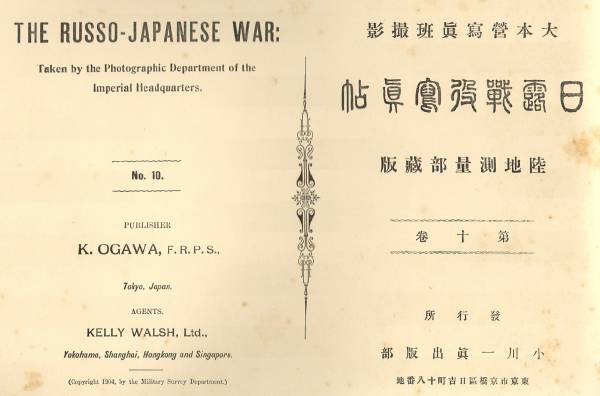 THE RUSSO-JAPANESE WAR:
Taken by the Photographic Department of the
Imperial Headquarters.
No. 10.
PUBLISHER
K. OGAWA, F.R.P.S.,
Tokyo, Japan.
AGENTS.
KELLY WALSH, Ltd.,
Yokohama, Shanghai, Hongkong and Singapore.
(Copyright 1904, by the Military Survey Department.)
大本營寫眞班撮影
日露戰役寫眞帖
陸地測量部藏版
第十卷
發行所
小川一眞出版部
東京市京橋區日吉町十八番地